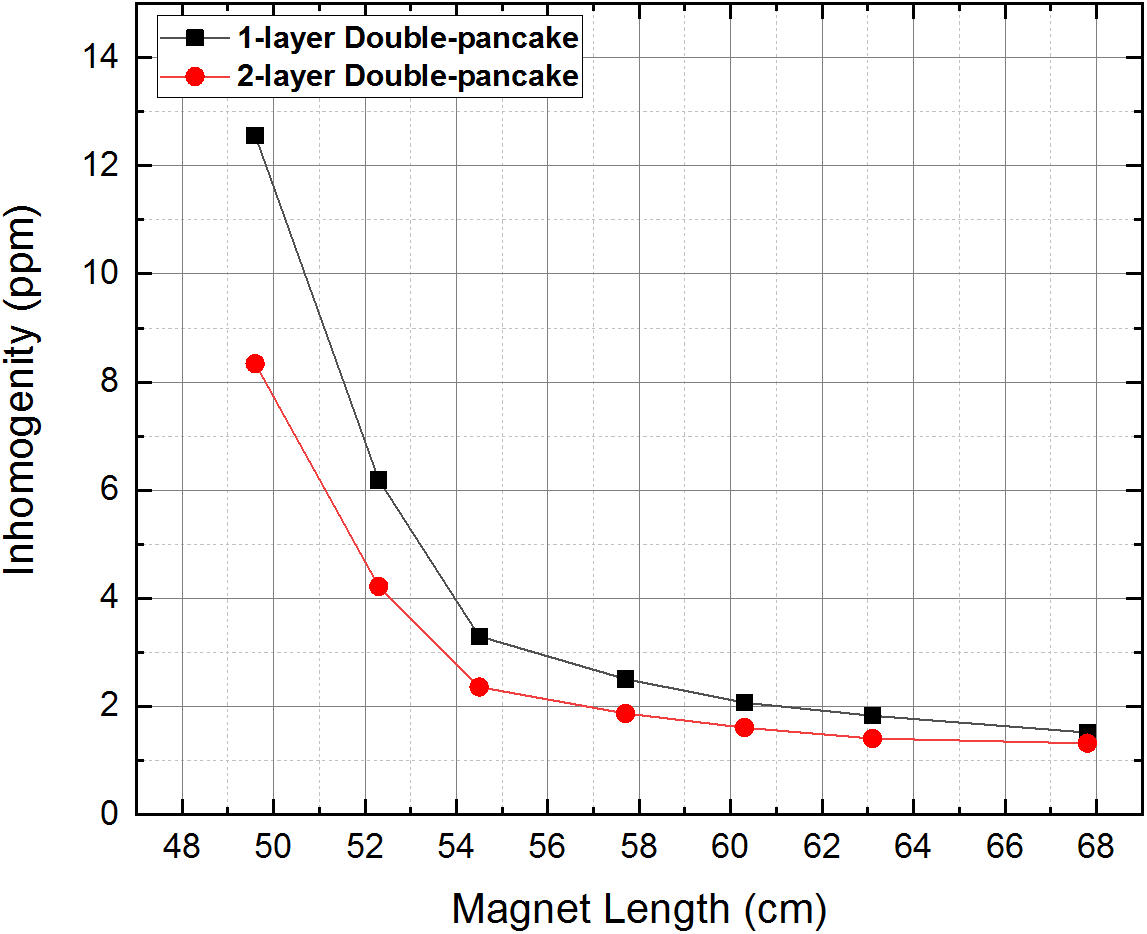 1-layer Double-pancake
2-layer Double-pancake
14
12
10
8
6
4
2
0
Inhomogenity (ppm)
48 50 52 54 56 58 60 62 64 66 68
Magnet Length (cm)